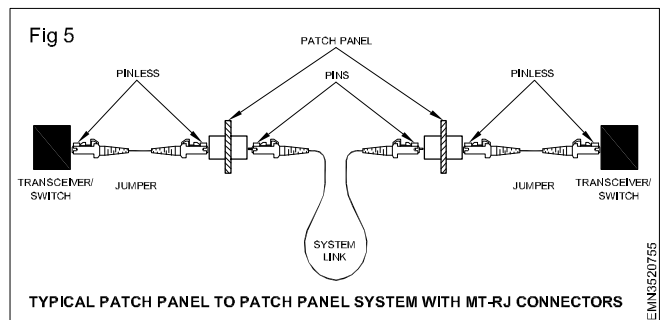 Fig 5
PATCH PANEL
PINLESS
PINS
PINLESS
TRANSCEIVER/
SWITCH
JUMPER
SYSTEM
LINK
JUMPER
TRANSCEIVER/
SWITCH
TYPICAL PATCH PANEL TO PATCH PANEL SYSTEM WITH MT-RJ CONNECTORS
EMN3520755